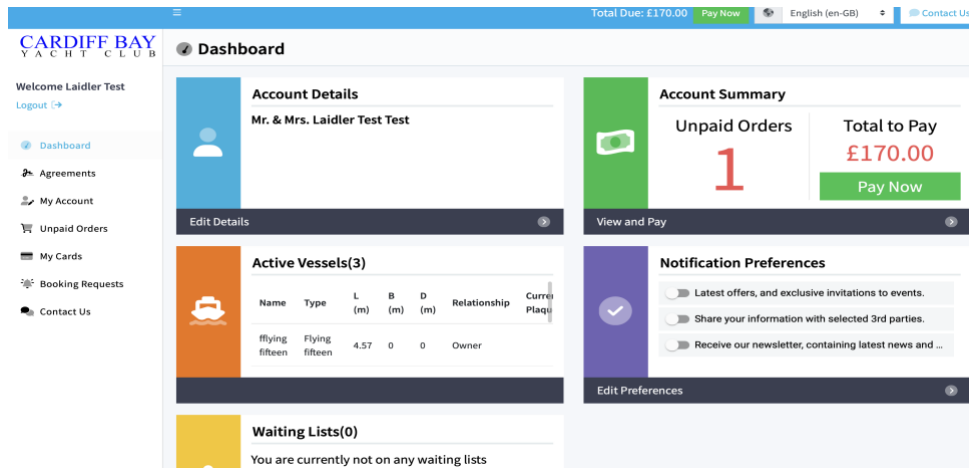 Total Due: £170.00 Pay Now English (en-GB) Contact Us
CARDIFF BAY
YACHT CLUB
Dashboard
Welcome Laidler Test
Logout
Dashboard
Agreements
My Account
Unpaid Orders
My Cards
Booking Requests
Contact Us
Account Details
Mr. & Mrs. Laidler Test Test
Edit Details
Account Summary
Unpaid Orders
1
Total to Pay
£170.00
Pay Now
View and Pay
Active Vessels(3)
Name Type L (m) B (m) D (m) Relationship Curre Plaqu
fflying fifteen Flying fifteen 4.57 0 0 Owner
Notification Preferences
Latest offers, and exclusive invitations to events.
Share your information with selected 3rd parties.
Receive our newsletter, containing latest news and ...
Edit Preferences
Waiting Lists(0)
You are currently not on any waiting lists